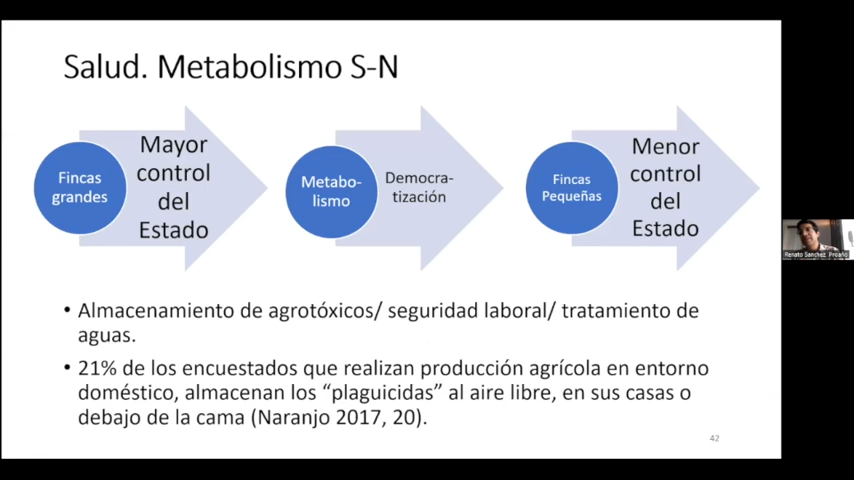 Salud. Metabolismo S-N
Fincas
grandes
Mayor
control
del
Estado
Metabo-
lismo
Democra-
tización
Fincas
Pequeñas
Menor
control
del
Estado
• Almacenamiento de agrotóxicos/ seguridad laboral/ tratamiento de
aguas.
• 21% de los encuestados que realizan producción agrícola en entorno
doméstico, almacenan los “plaguicidas” al aire libre, en sus casas o
debajo de la cama (Naranjo 2017, 20).
42
Renato Sanchez Proaño